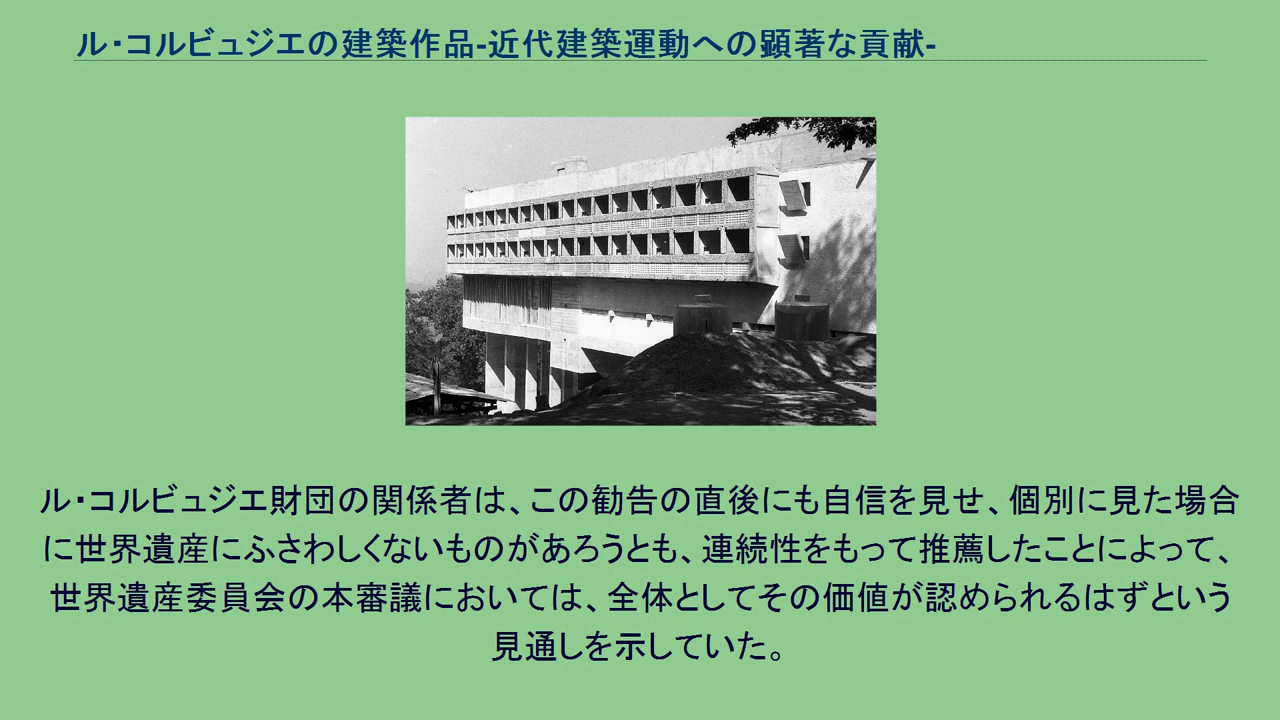 ル・コルビュジエの建築作品-近代建築運動への顕著な貢献-
ル・コルビュジエ財団の関係者は、この勧告の直後にも自信を見せ、個別に見た場合
に世界遺産にふさわしくないものがあろうとも、連続性をもって推薦したことによって、
世界遺産委員会の本審議においては、全体としてその価値が認められるはずという
見通しを示していた。